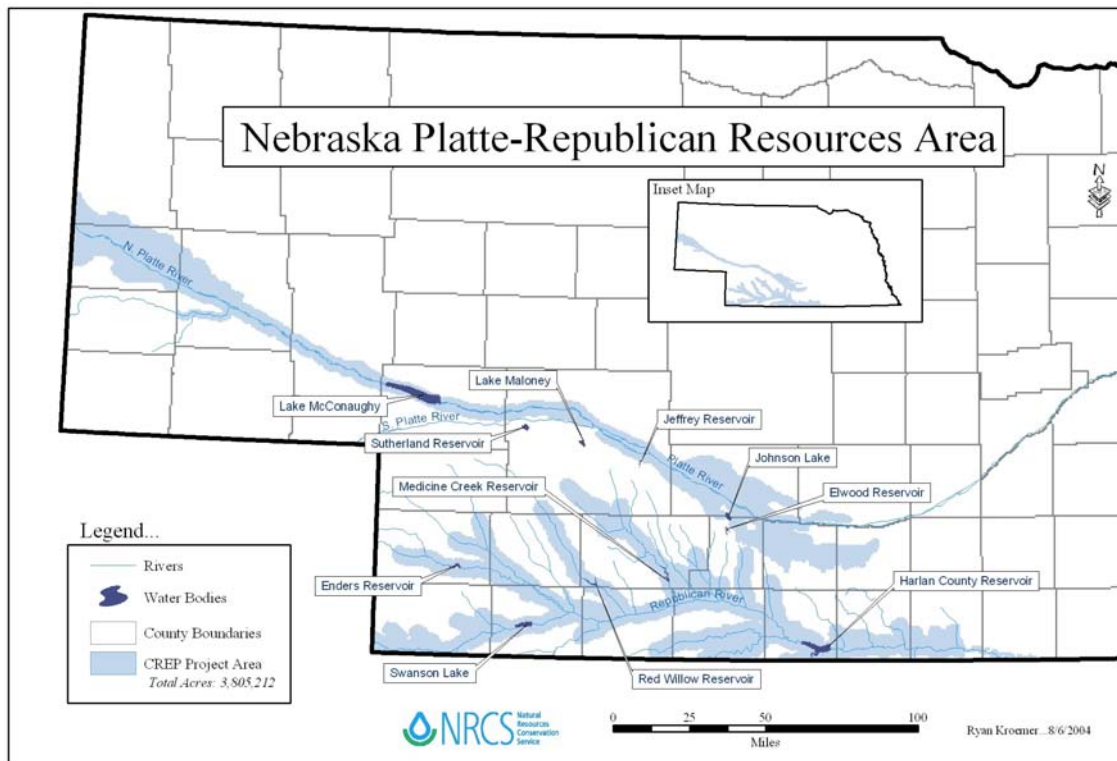 Nebraska Platte-Republican Resources Area
Inset Map
N
N. Platte River
Lake McConaughy
S. Platte River
Sutherland Reservoir
Lake Maloney
Jeffrey Reservoir
Platte River
Johnson Lake
Medicine Creek Reservoir
Elwood Reservoir
Enders Reservoir
Republican River
Harlan County Reservoir
Swanson Lake
Red Willow Reservoir
Legend...
Rivers
Water Bodies
County Boundaries
CREP Project Area
Total Acres: 3,805,212
NRCS
Natural
Resources
Conservation
Service
0 25 50 100
Miles
Ryan Kroemer...8/6/2004